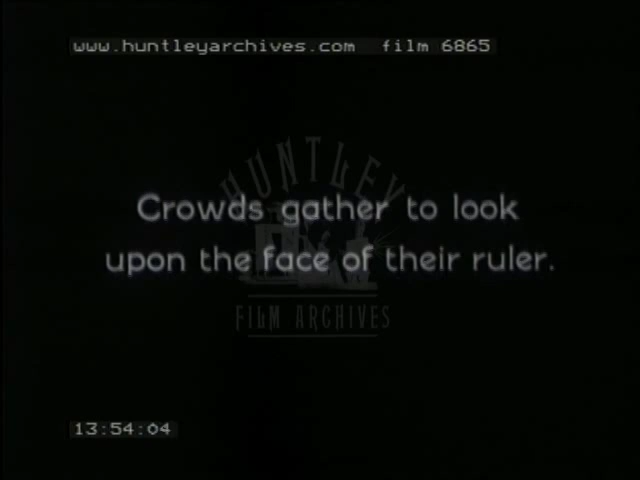 www.huntleyarchives.com film 6865
HUNTLEY
Crowds gather to look
upon the face of their ruler.
FILM ARCHIVES
13:54:04